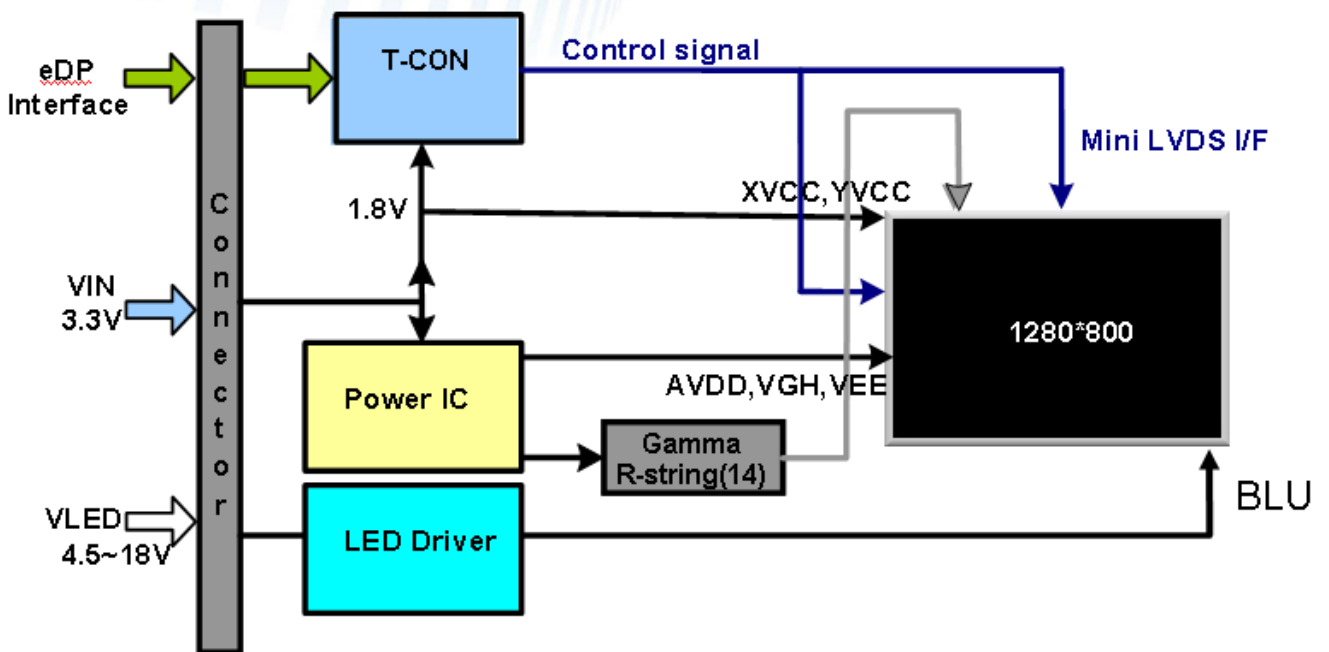 eDP
Interface
T-CON
Control signal
Mini LVDS I/F
Connector
1.8V
XVCC,YVCC
VIN
3.3V
1280*800
Power IC
AVDD,VGH,VEE
Gamma
R-string(14)
VLED
4.5~18V
LED Driver
BLU